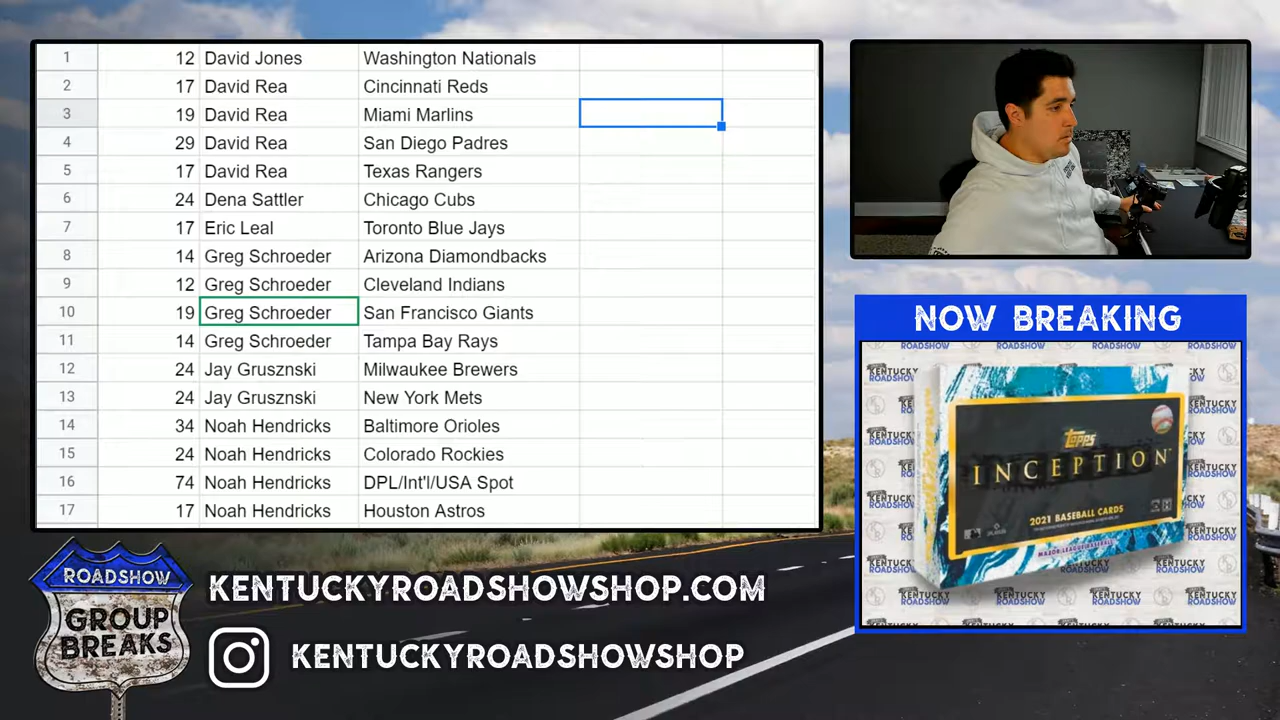 1 12 David Jones Washington Nationals
2 17 David Rea Cincinnati Reds
3 19 David Rea Miami Marlins
4 29 David Rea San Diego Padres
5 17 David Rea Texas Rangers
6 24 Dena Sattler Chicago Cubs
7 17 Eric Leal Toronto Blue Jays
8 14 Greg Schroeder Arizona Diamondbacks
9 12 Greg Schroeder Cleveland Indians
10 19 Greg Schroeder San Francisco Giants
11 14 Greg Schroeder Tampa Bay Rays
12 24 Jay Grusznski Milwaukee Brewers
13 24 Jay Grusznski New York Mets
14 34 Noah Hendricks Baltimore Orioles
15 24 Noah Hendricks Colorado Rockies
16 74 Noah Hendricks DPL/Int'l/USA Spot
17 17 Noah Hendricks Houston Astros
NOW BREAKING
KENTUCKY
ROADSHOW
Topps
INCEPTION
2021 BASEBALL CARDS
MAJOR LEAGUE BASEBALL
ROADSHOW
GROUP
BREAKS
KENTUCKYROADSHOWSHOP.COM
KENTUCKYROADSHOWSHOP